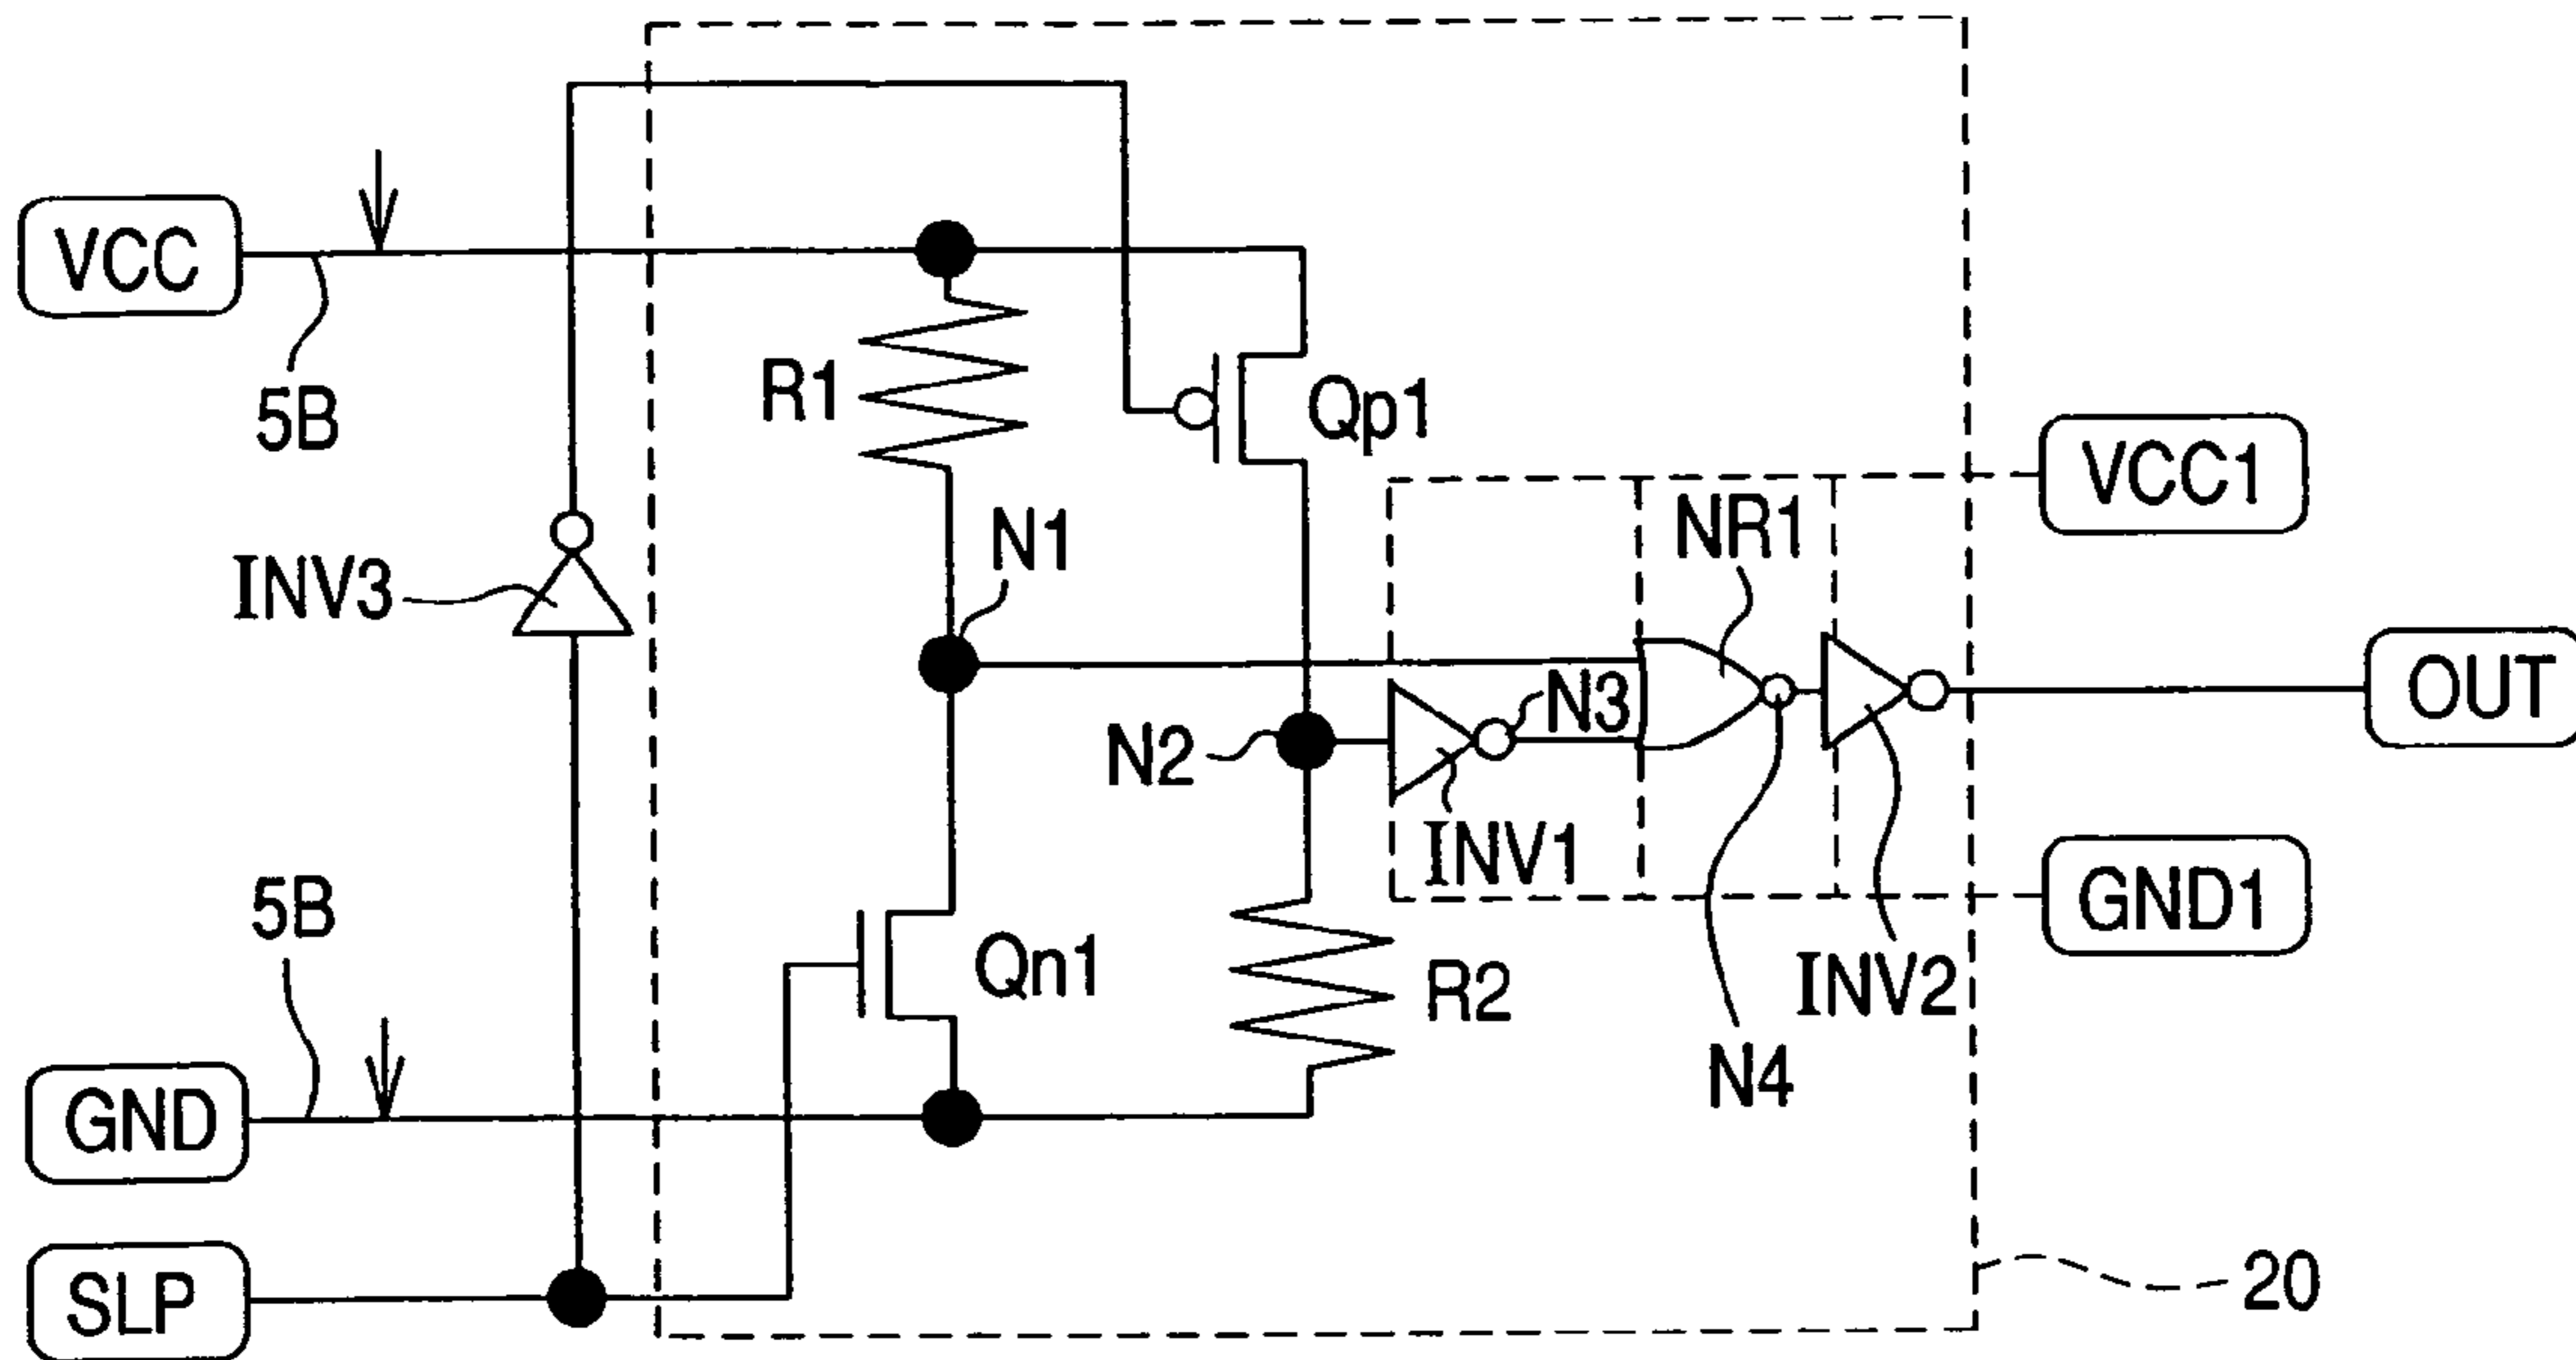 VCC
5B
R1
Qp1
VCC1
NR1
N1
INV3
N3
OUT
N2
INV1
GND1
5B
Qn1
R2
INV2
N4
GND
SLP
20